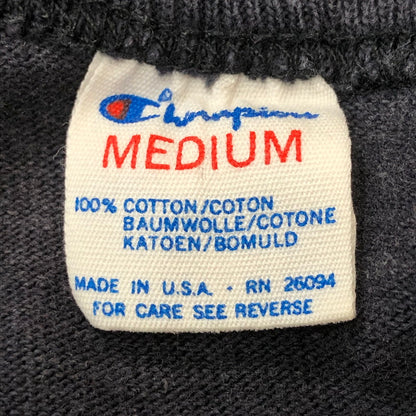 Champion
MEDIUM
100% COTTON/COTON
BAUMWOLLE/COTONE
KATOEN/BOMULD
MADE IN U.S.A. - RN 26094
FOR CARE SEE REVERSE